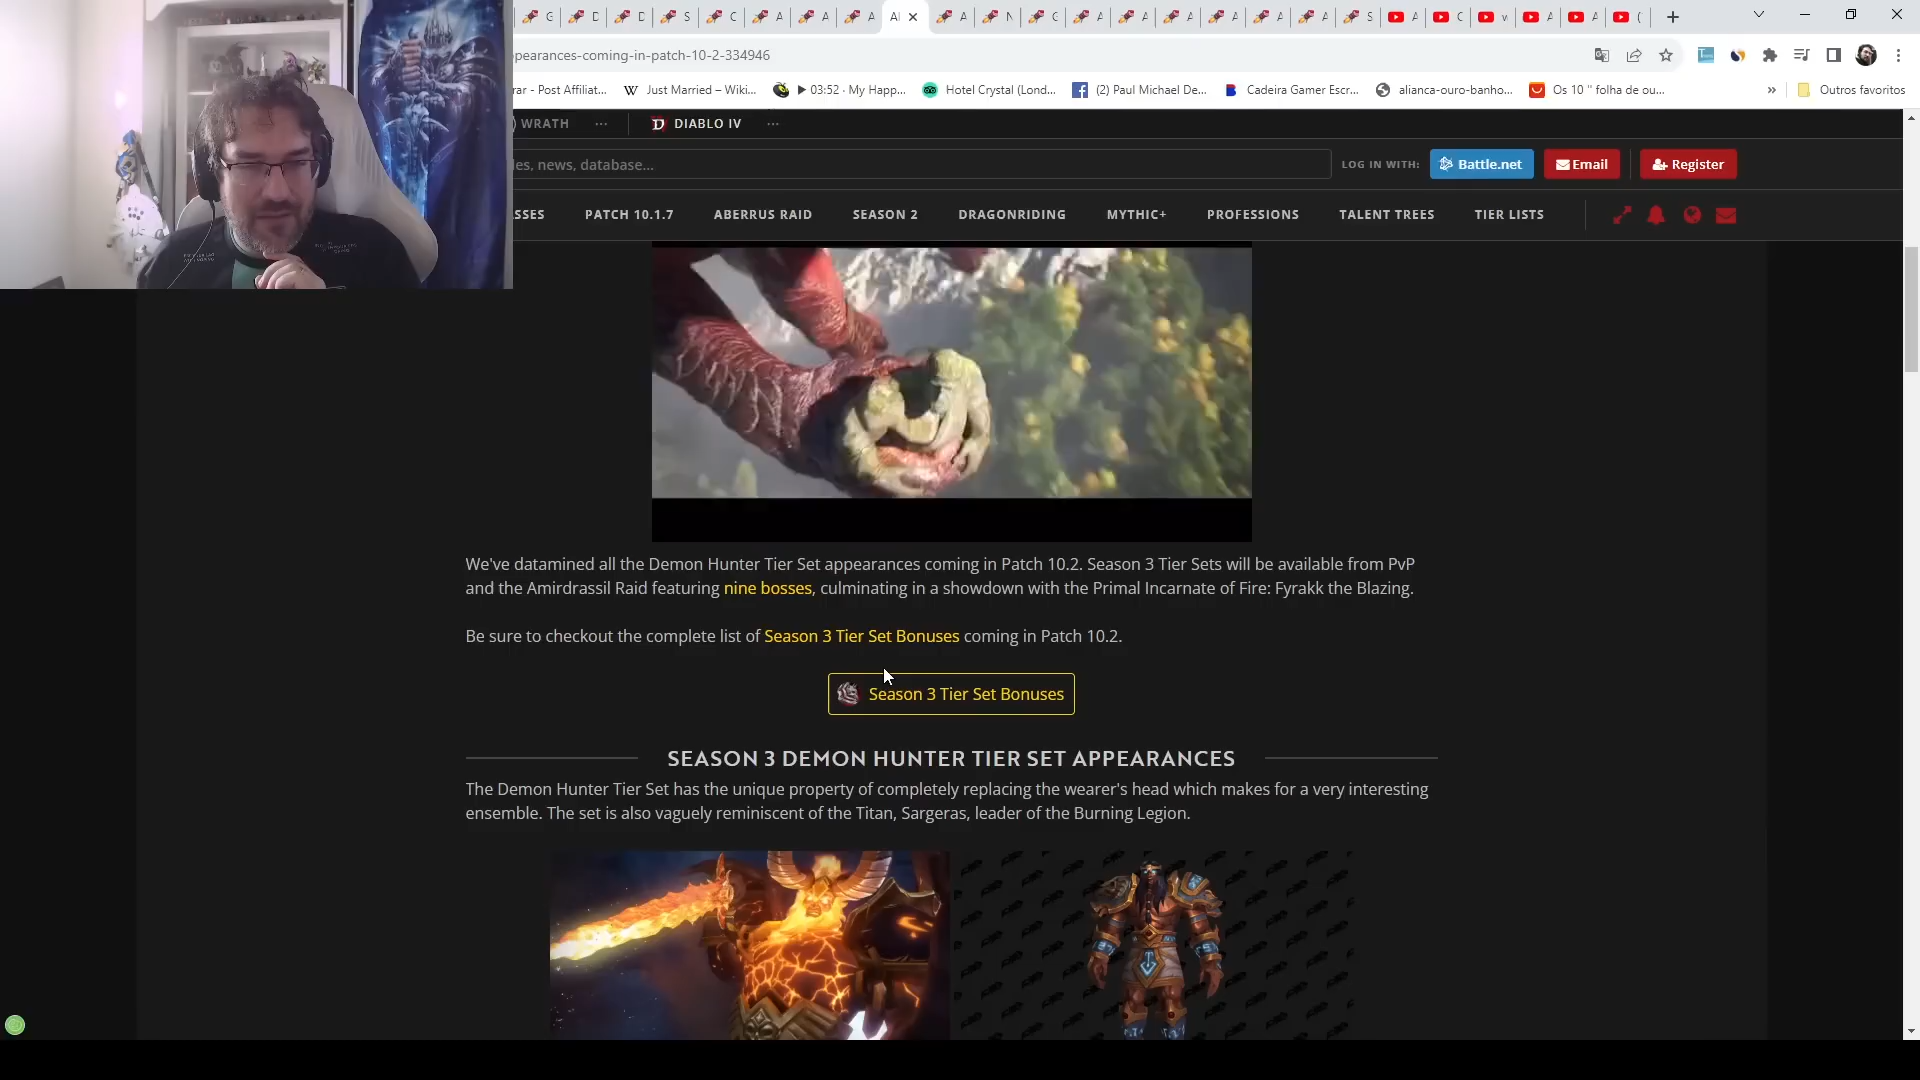 G D D S C A A A Al A N G A A A A A A S A C w A A (
pearances-coming-in-patch-10-2-334946
rar - Post Affiliat... Just Married – Wiki... ▶ 03:52 · My Happ... Hotel Crystal (Lond... (2) Paul Michael De... Cadeira Gamer Escr... alianca-ouro-banho... Os 10 " folha de ou... » Outros favoritos
WRATH ... DIABLO IV ...
les, news, database... LOG IN WITH: Battle.net Email Register
SSES PATCH 10.1.7 ABERRUS RAID SEASON 2 DRAGONRIDING MYTHIC+ PROFESSIONS TALENT TREES TIER LISTS
We've datamined all the Demon Hunter Tier Set appearances coming in Patch 10.2. Season 3 Tier Sets will be available from PvP
and the Amirdrassil Raid featuring nine bosses, culminating in a showdown with the Primal Incarnate of Fire: Fyrakk the Blazing.
Be sure to checkout the complete list of Season 3 Tier Set Bonuses coming in Patch 10.2.
Season 3 Tier Set Bonuses
SEASON 3 DEMON HUNTER TIER SET APPEARANCES
The Demon Hunter Tier Set has the unique property of completely replacing the wearer's head which makes for a very interesting
ensemble. The set is also vaguely reminiscent of the Titan, Sargeras, leader of the Burning Legion.